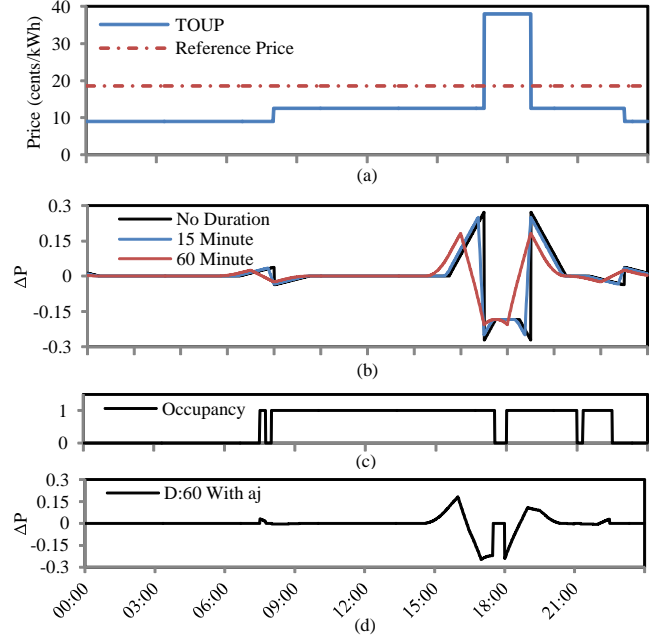 40
30
20
10
0
Price (cents/kWh)
TOUP
Reference Price
(a)
0.3
0.15
0
-0.15
-0.3
ΔP
No Duration
15 Minute
60 Minute
(b)
1
0
Occupancy
(c)
0.3
0.15
0
-0.15
-0.3
ΔP
D:60 With aj
00:00
03:00
06:00
09:00
12:00
15:00
18:00
21:00
(d)